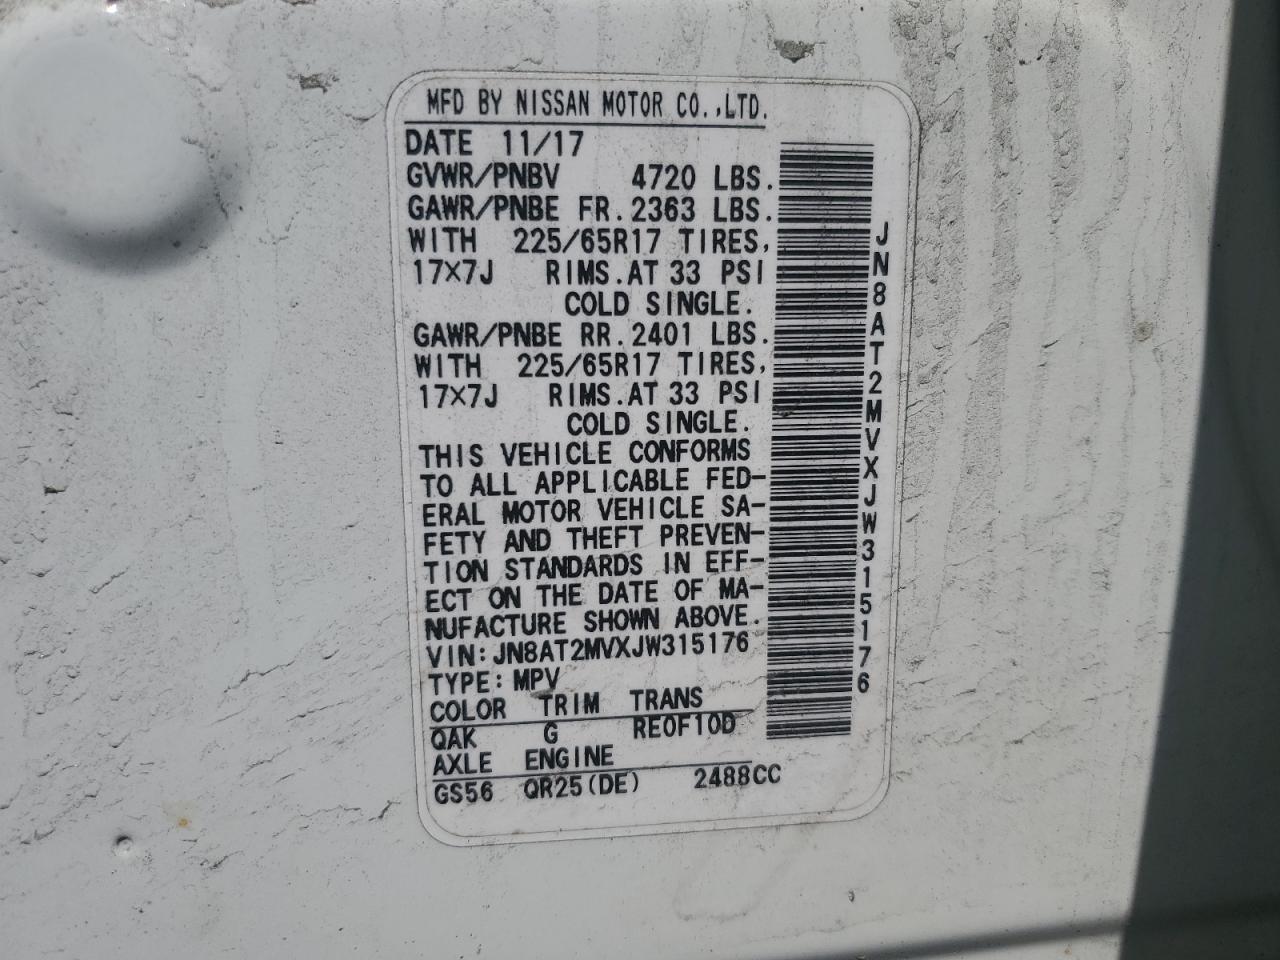 MFD BY NISSAN MOTOR CO.,LTD.
DATE 11/17
GVWR/PNBV 4720 LBS.
GAWR/PNBE FR.2363 LBS.
WITH 225/65R17 TIRES,
17×7J RIMS.AT 33 PSI
COLD SINGLE.
GAWR/PNBE RR.2401 LBS.
WITH 225/65R17 TIRES,
17×7J RIMS.AT 33 PSI
COLD SINGLE.
THIS VEHICLE CONFORMS
TO ALL APPLICABLE FED-
ERAL MOTOR VEHICLE SA-
FETY AND THEFT PREVEN-
TION STANDARDS IN EFF-
ECT ON THE DATE OF MA-
NUFACTURE SHOWN ABOVE.
VIN:JN8AT2MVXJW315176
TYPE:MPV
COLOR TRIM TRANS
QAK G RE0F10D
AXLE ENGINE
GS56 QR25(DE) 2488CC
JN8AT2MVXJW315176